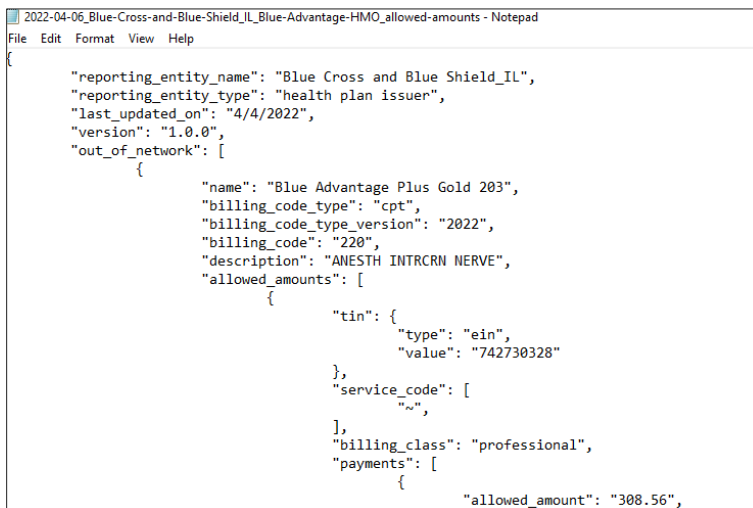 2022-04-06_Blue-Cross-and-Blue-Shield_IL_Blue-Advantage-HMO_allowed-amounts - Notepad
File Edit Format View Help
{
"reporting_entity_name": "Blue Cross and Blue Shield_IL",
"reporting_entity_type": "health plan issuer",
"last_updated_on": "4/4/2022",
"version": "1.0.0",
"out_of_network": [
{
"name": "Blue Advantage Plus Gold 203",
"billing_code_type": "cpt",
"billing_code_type_version": "2022",
"billing_code": "220",
"description": "ANESTH INTRCRN NERVE",
"allowed_amounts": [
{
"tin": {
"type": "ein",
"value": "742730328"
},
"service_code": [
"~",
],
"billing_class": "professional",
"payments": [
{
"allowed_amount": "308.56",